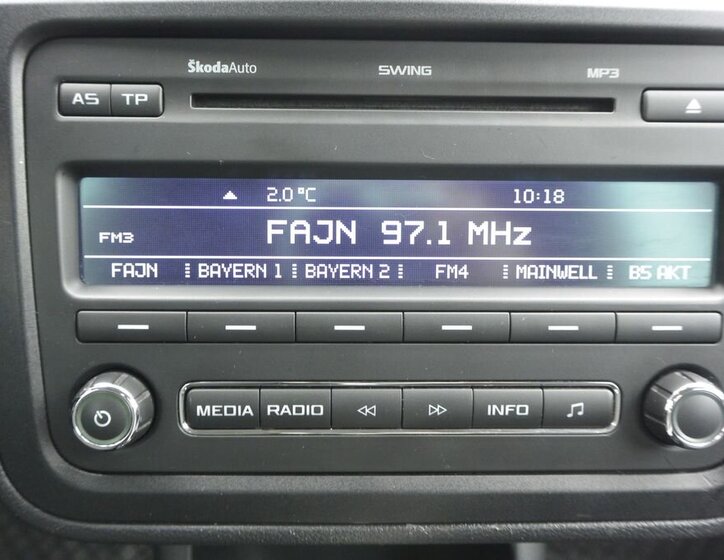 ŠkodaAuto SWING MP3
AS TP
2.0°C 10:18
FM3 FAJN 97.1 MHz
FAJN BAYERN 1 BAYERN 2 FM4 MAINWELL B5 AKT
MEDIA RADIO INFO